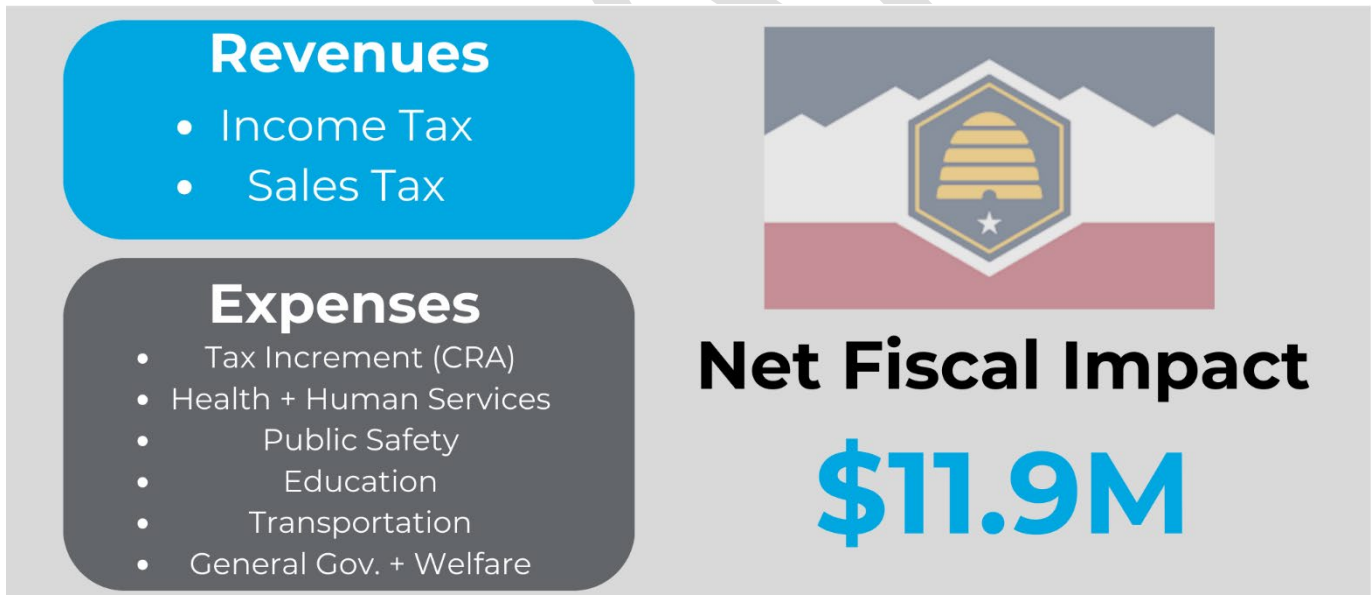 Revenues
• Income Tax
• Sales Tax
Expenses
• Tax Increment (CRA)
• Health + Human Services
• Public Safety
• Education
• Transportation
• General Gov. + Welfare
Net Fiscal Impact
$11.9M